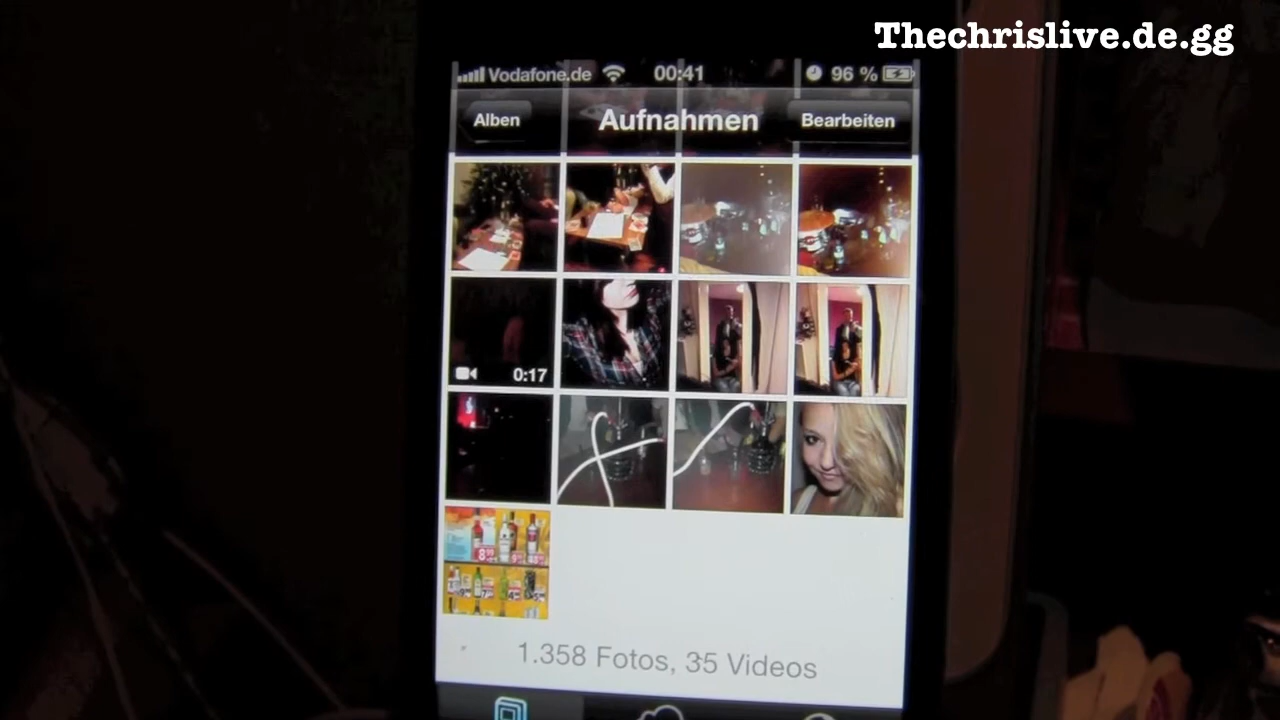 Thechrislive.de.gg
Vodafone.de 00:41 96 %
Alben Aufnahmen Bearbeiten
0:17
1.358 Fotos, 35 Videos